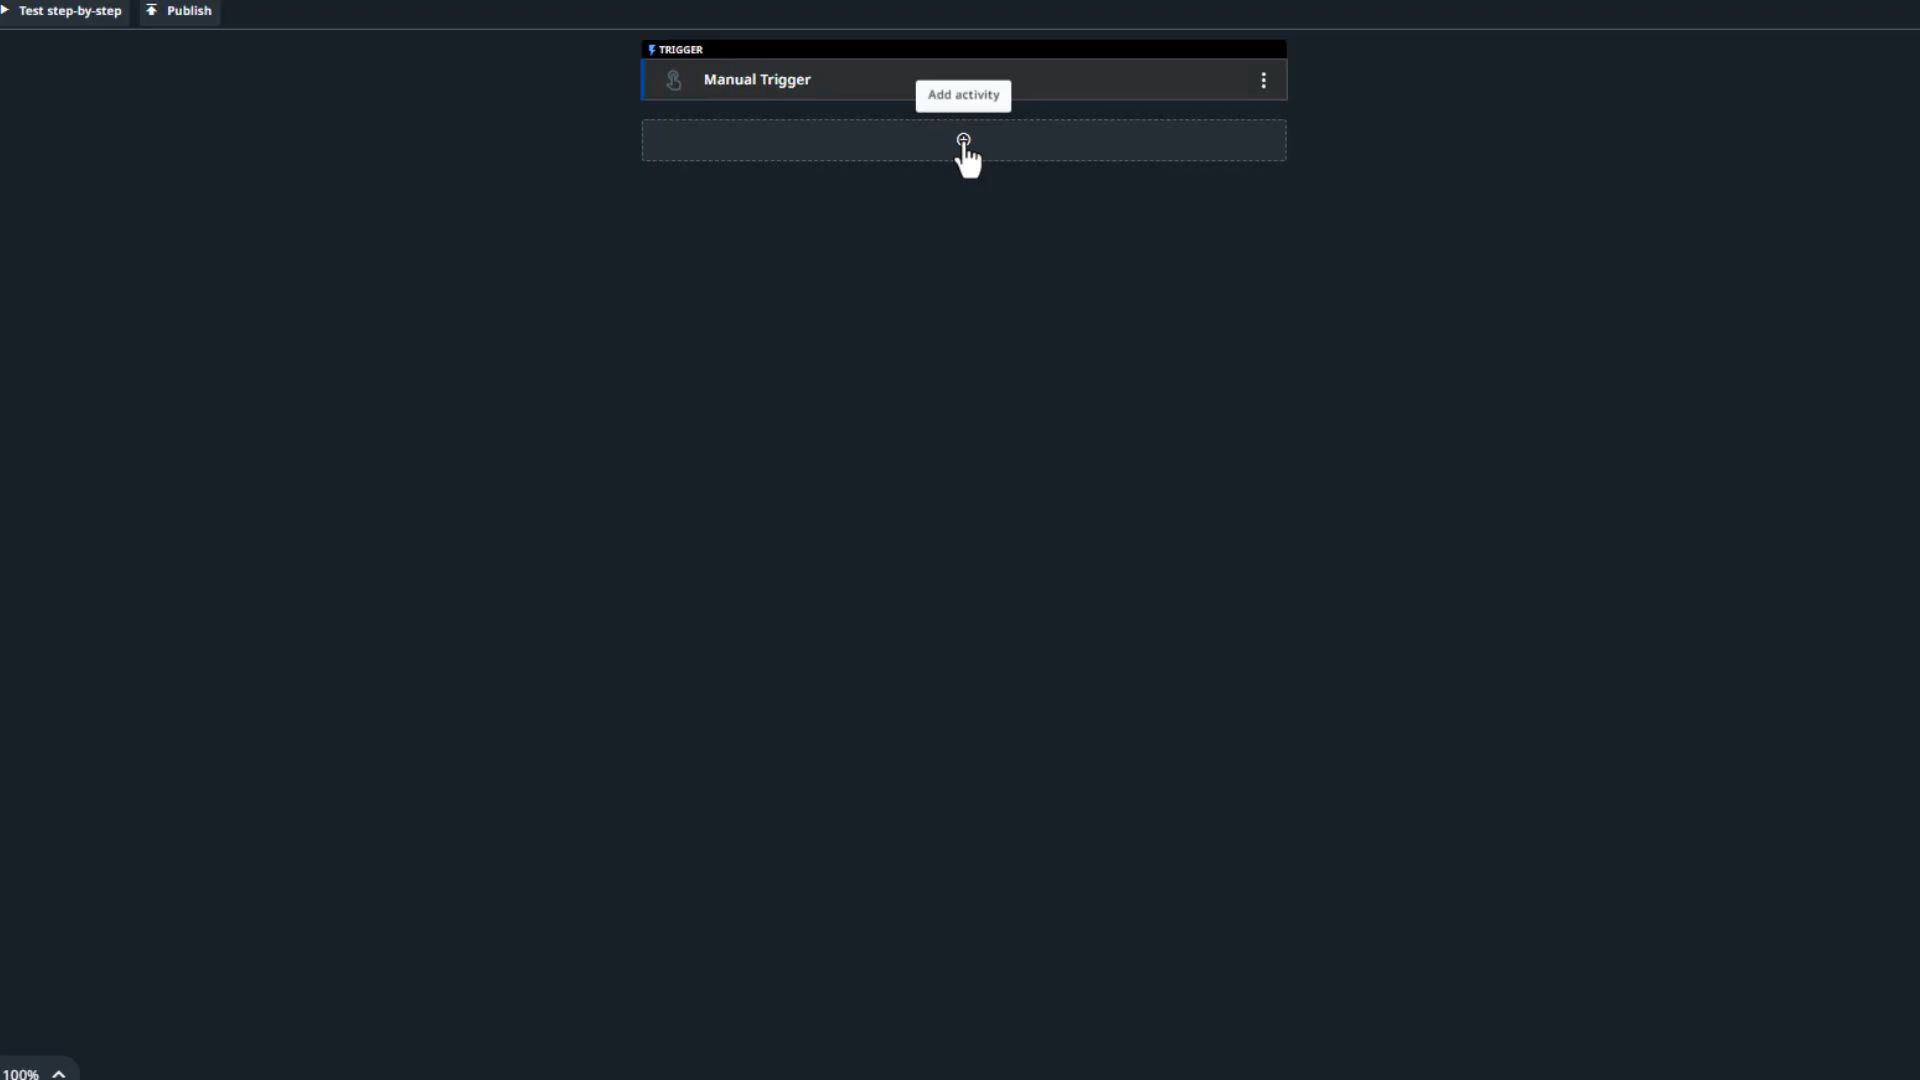 Test step-by-step
Publish
TRIGGER
Manual Trigger
Add activity
100%